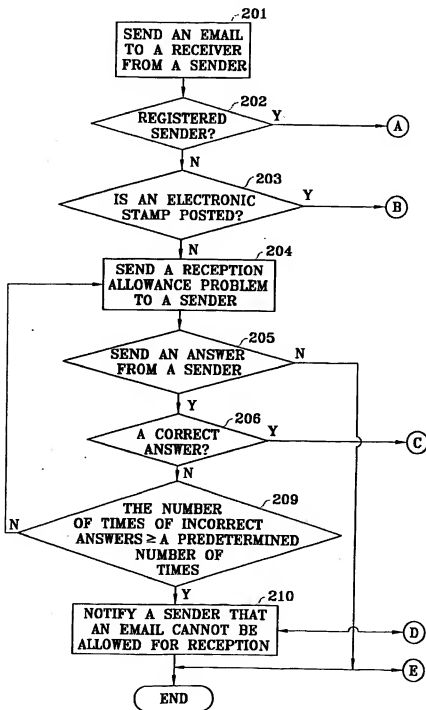 201
SEND AN EMAIL
TO A RECEIVER
FROM A SENDER
202
REGISTERED
SENDER?
Y
A
N
203
IS AN ELECTRONIC
STAMP POSTED?
Y
B
N
204
SEND A RECEPTION
ALLOWANCE PROBLEM
TO A SENDER
205
SEND AN ANSWER
FROM A SENDER
N
Y
206
A CORRECT
ANSWER?
Y
C
N
209
N
THE NUMBER
OF TIMES OF INCORRECT
ANSWERS ≥ A PREDETERMINED
NUMBER OF
TIMES
Y
210
NOTIFY A SENDER THAT
AN EMAIL CANNOT BE
ALLOWED FOR RECEPTION
D
E
END